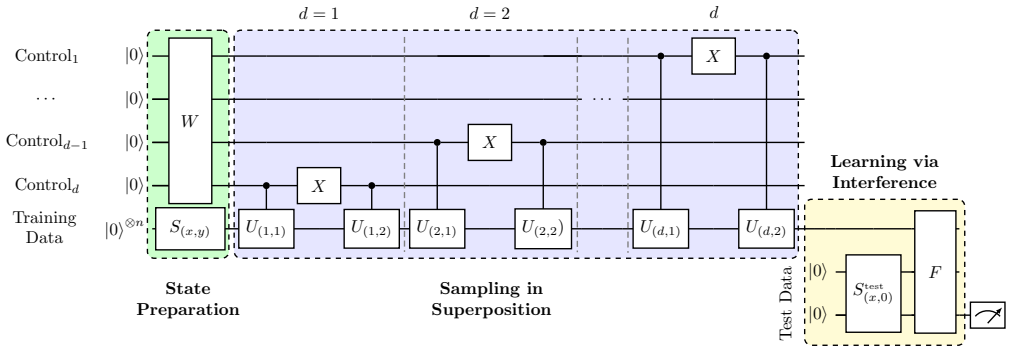 d = 1
d = 2
d
Control₁ |0⟩
... |0⟩
Control_{d−1} |0⟩
Control_d |0⟩
Training
Data
|0⟩^{⊗n}
W
S_{(x,y)}
U_{(1,1)}
X
U_{(1,2)}
U_{(2,1)}
X
U_{(2,2})
...
U_{(d,1)}
X
U_{(d,2)}
State
Preparation
Sampling in
Superposition
Learning via
Interference
Test Data
|0⟩
|0⟩
S^{test}_{(x,0)}
F